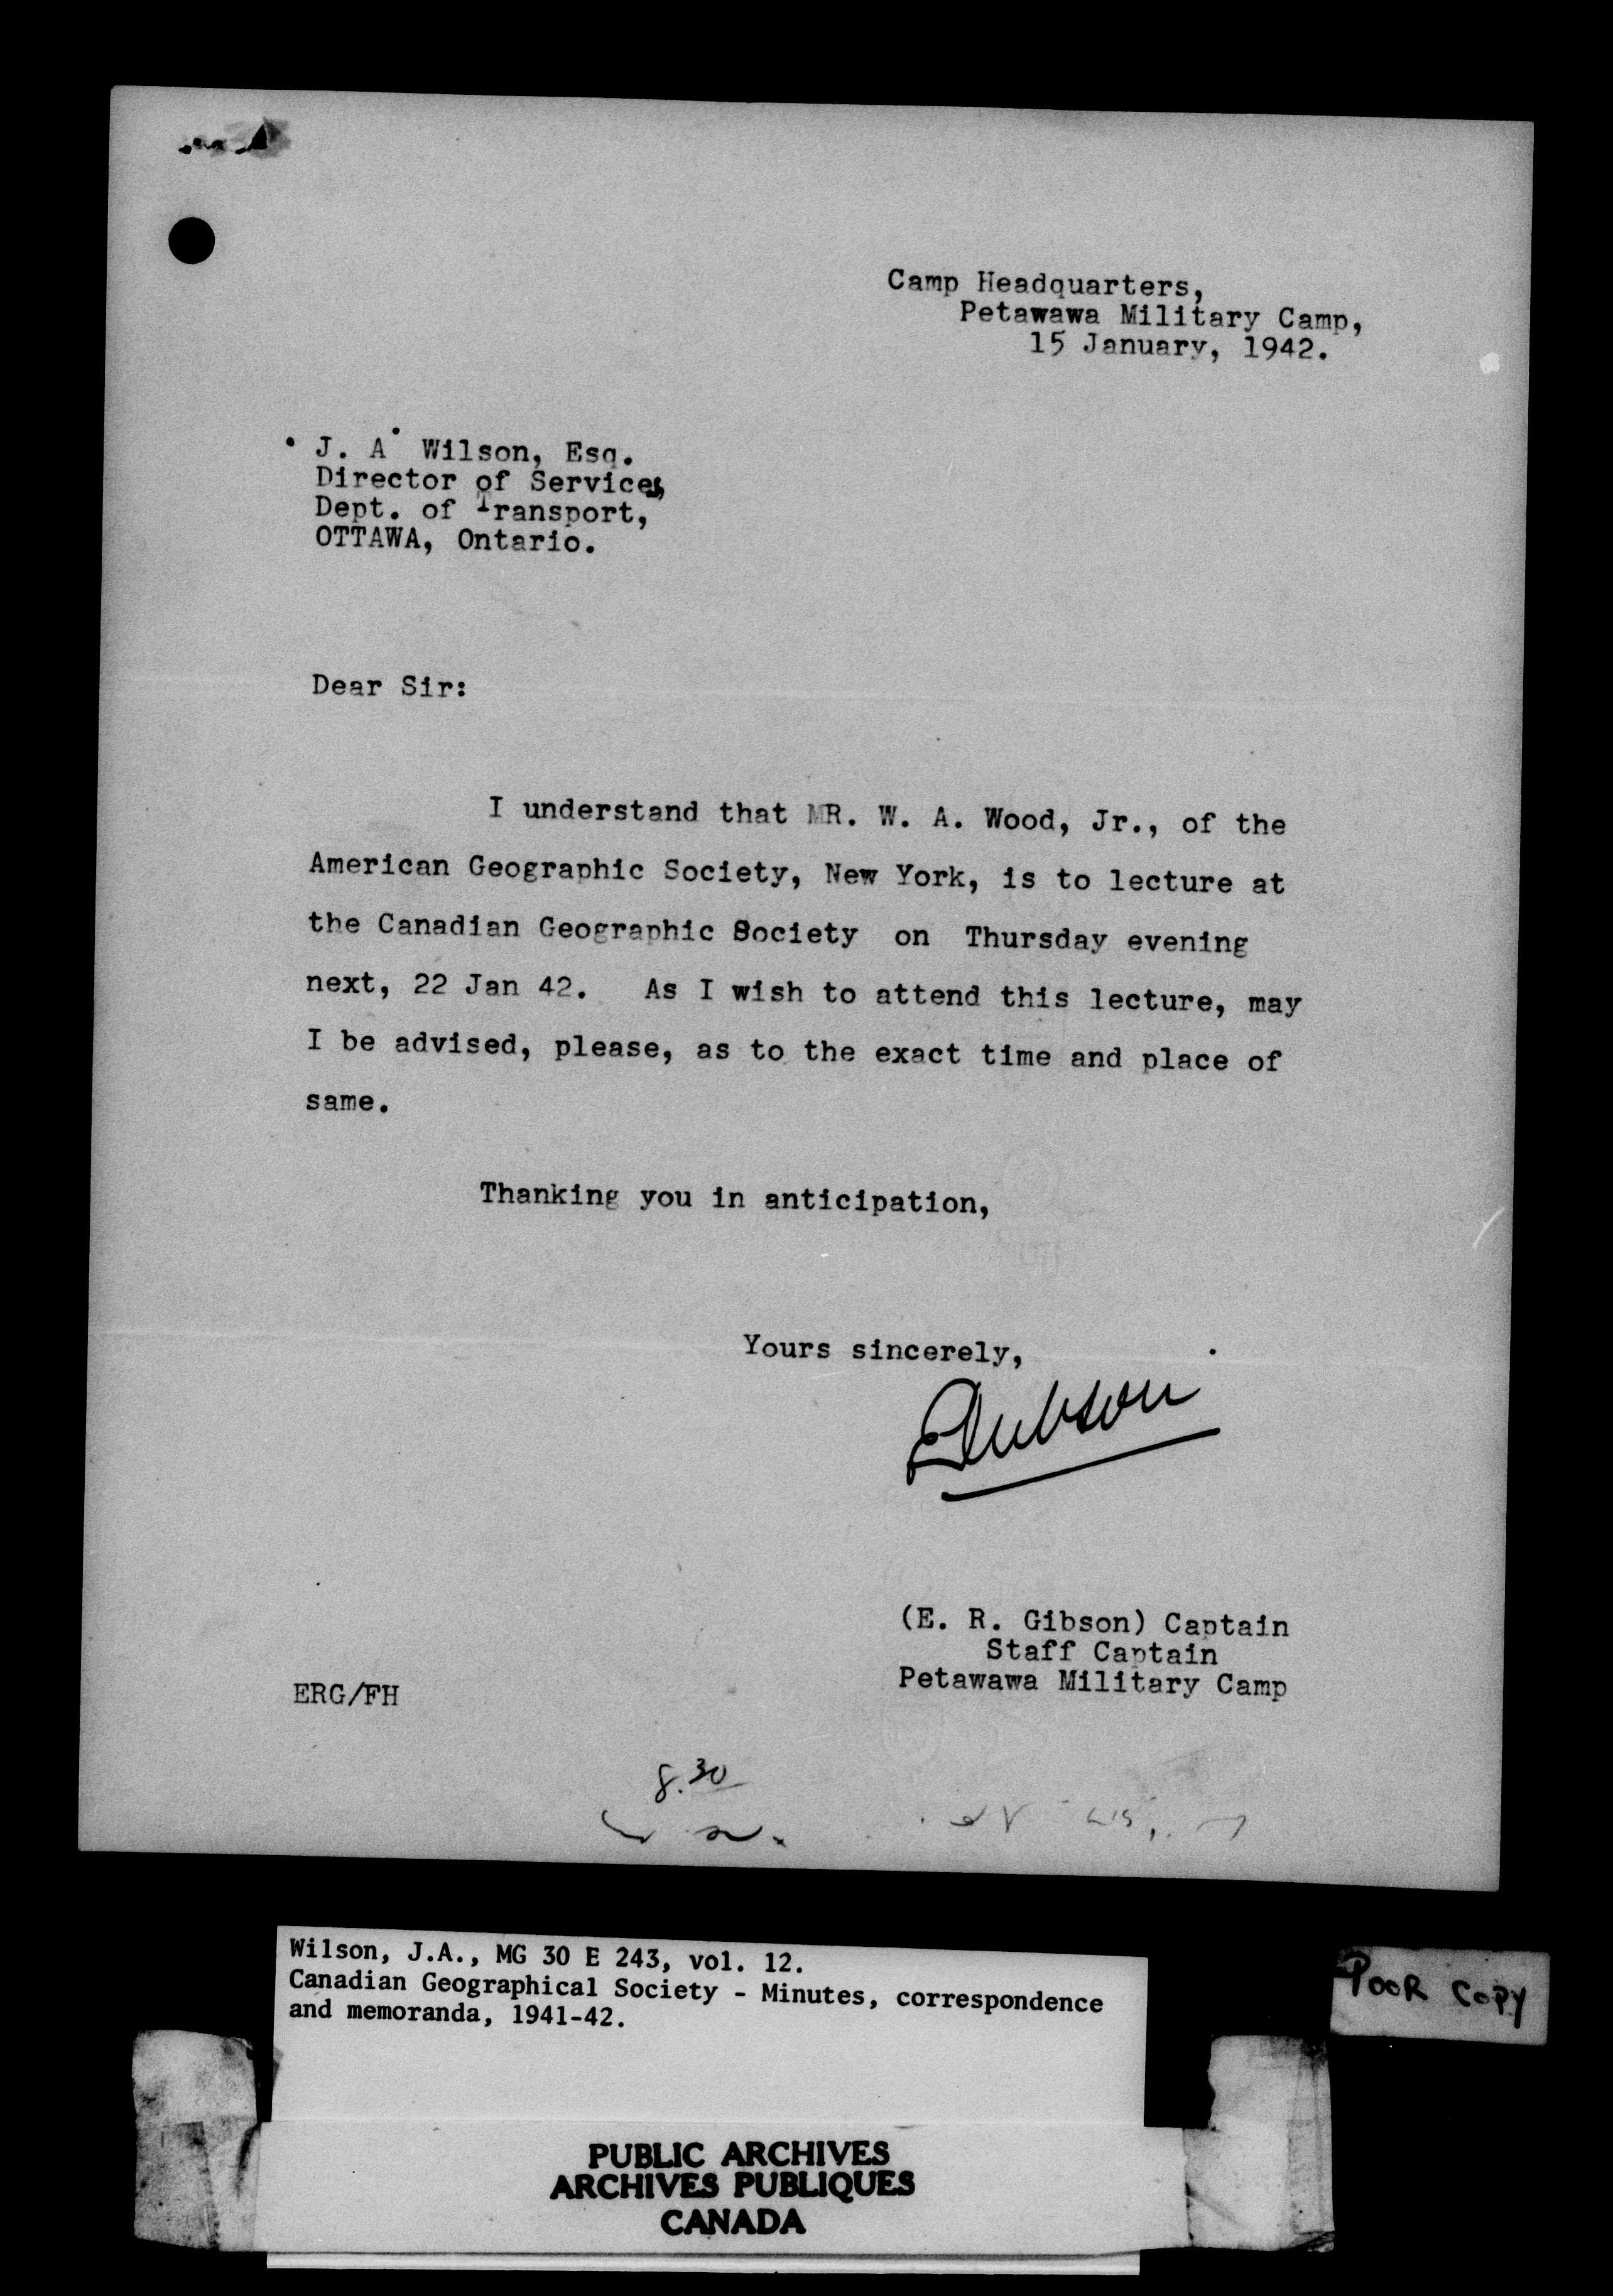 Camp Headquarters,
Petawawa Military Camp,
15 January, 1942.
J. A. Wilson, Esq.
Director of Services,
Dept. of Transport,
OTTAWA, Ontario.
Dear Sir:
I understand that MR. W. A. Wood, Jr., of the
American Geographic Society, New York, is to lecture at
the Canadian Geographic Society on Thursday evening
next, 22 Jan 42. As I wish to attend this lecture, may
I be advised, please, as to the exact time and place of
same.
Thanking you in anticipation,
Yours sincerely,
(E. R. Gibson) Captain
Staff Captain
Petawawa Military Camp
ERG/FH
8.30
Wilson, J.A., MG 30 E 243, vol. 12.
Canadian Geographical Society - Minutes, correspondence
and memoranda, 1941-42.
POOR COPY
PUBLIC ARCHIVES
ARCHIVES PUBLIQUES
CANADA